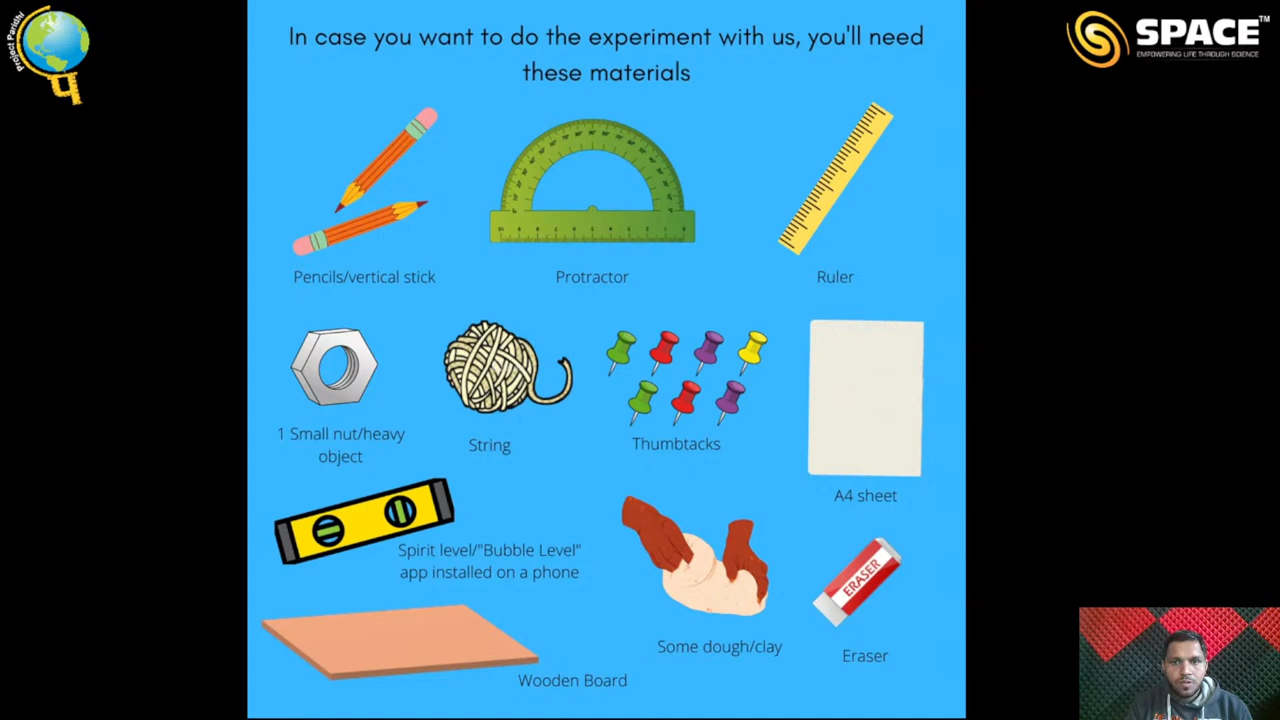 Project Paridhi
SPACE™
EMPOWERING LIFE THROUGH SCIENCE
In case you want to do the experiment with us, you'll need
these materials
Pencils/vertical stick
Protractor
Ruler
1 Small nut/heavy
object
String
Thumbtacks
A4 sheet
Spirit level/"Bubble Level"
app installed on a phone
Some dough/clay
ERASER
Eraser
Wooden Board